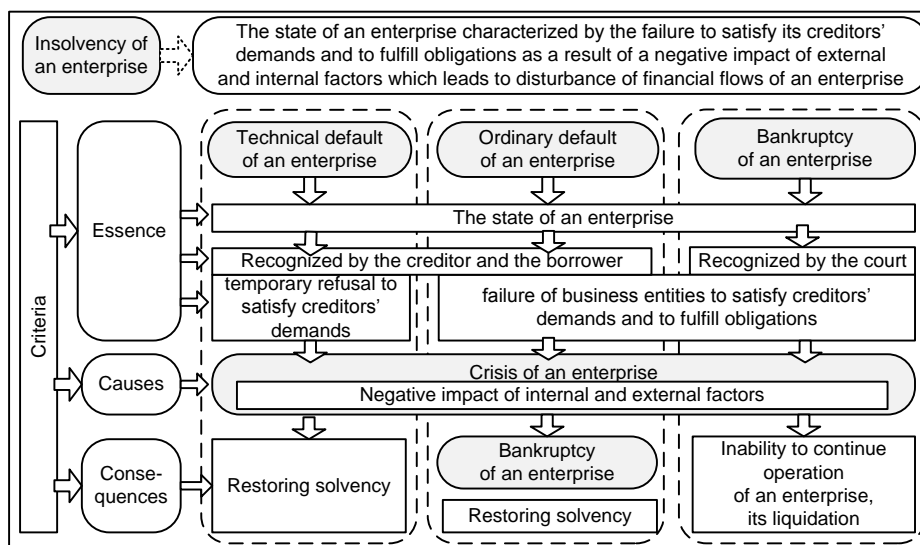 Insolvency of
an enterprise
The state of an enterprise characterized by the failure to satisfy its creditors’
demands and to fulfill obligations as a result of a negative impact of external
and internal factors which leads to disturbance of financial flows of an enterprise
Criteria
Essence
Technical default
of an enterprise
Ordinary default
of an enterprise
Bankruptcy
of an enterprise
The state of an enterprise
Recognized by the creditor and the borrower
Recognized by the court
temporary refusal to
satisfy creditors’
demands
failure of business entities to satisfy creditors’
demands and to fulfill obligations
Causes
Crisis of an enterprise
Negative impact of internal and external factors
Conse-
quences
Restoring solvency
Bankruptcy
of an enterprise
Restoring solvency
Inability to continue
operation
of an enterprise,
its liquidation